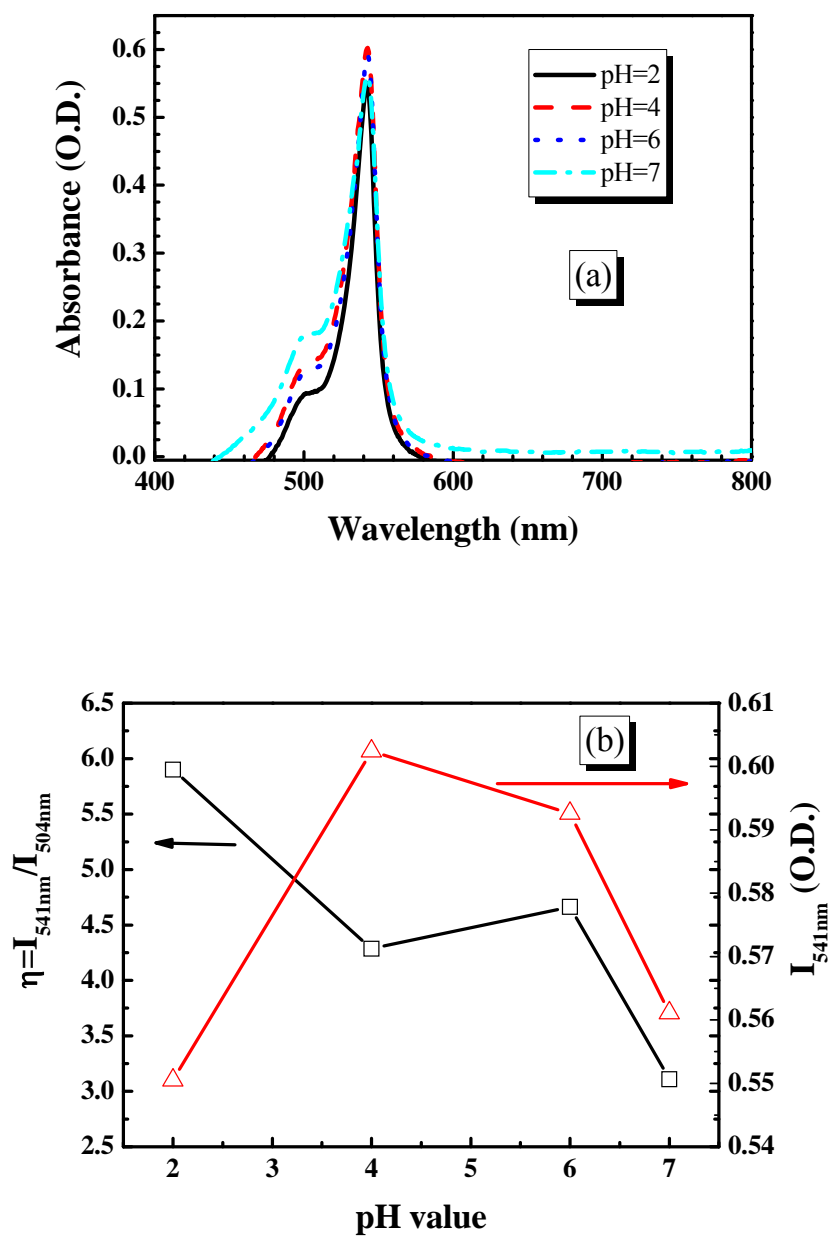 0.6
0.5
0.4
0.3
0.2
0.1
0.0
Absorbance (O.D.)
pH=2
pH=4
pH=6
pH=7
(a)
400 500 600 700 800
Wavelength (nm)
6.5
6.0
5.5
5.0
4.5
4.0
3.5
3.0
2.5
η=I541nm/I504nm
(b)
0.61
0.60
0.59
0.58
0.57
0.56
0.55
0.54
I541nm (O.D.)
2 3 4 5 6 7
pH value